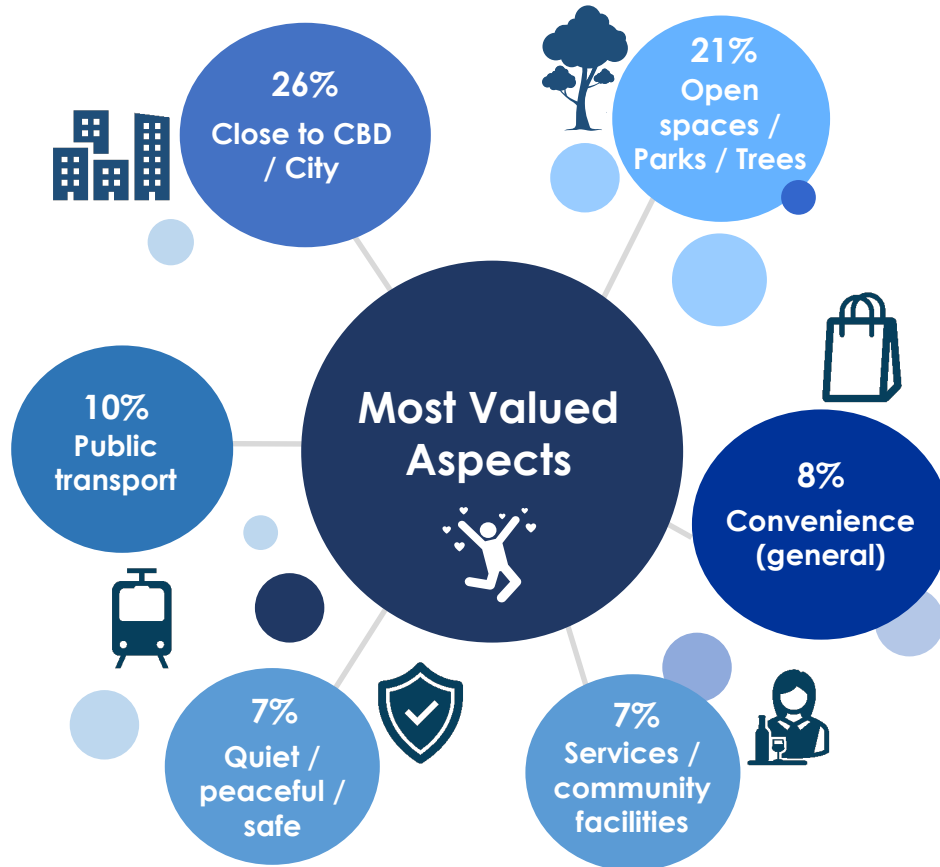 26%
Close to CBD
/ City
21%
Open
spaces /
Parks / Trees
Most Valued
Aspects
10%
Public
transport
8%
Convenience
(general)
7%
Quiet /
peaceful /
safe
7%
Services /
community
facilities